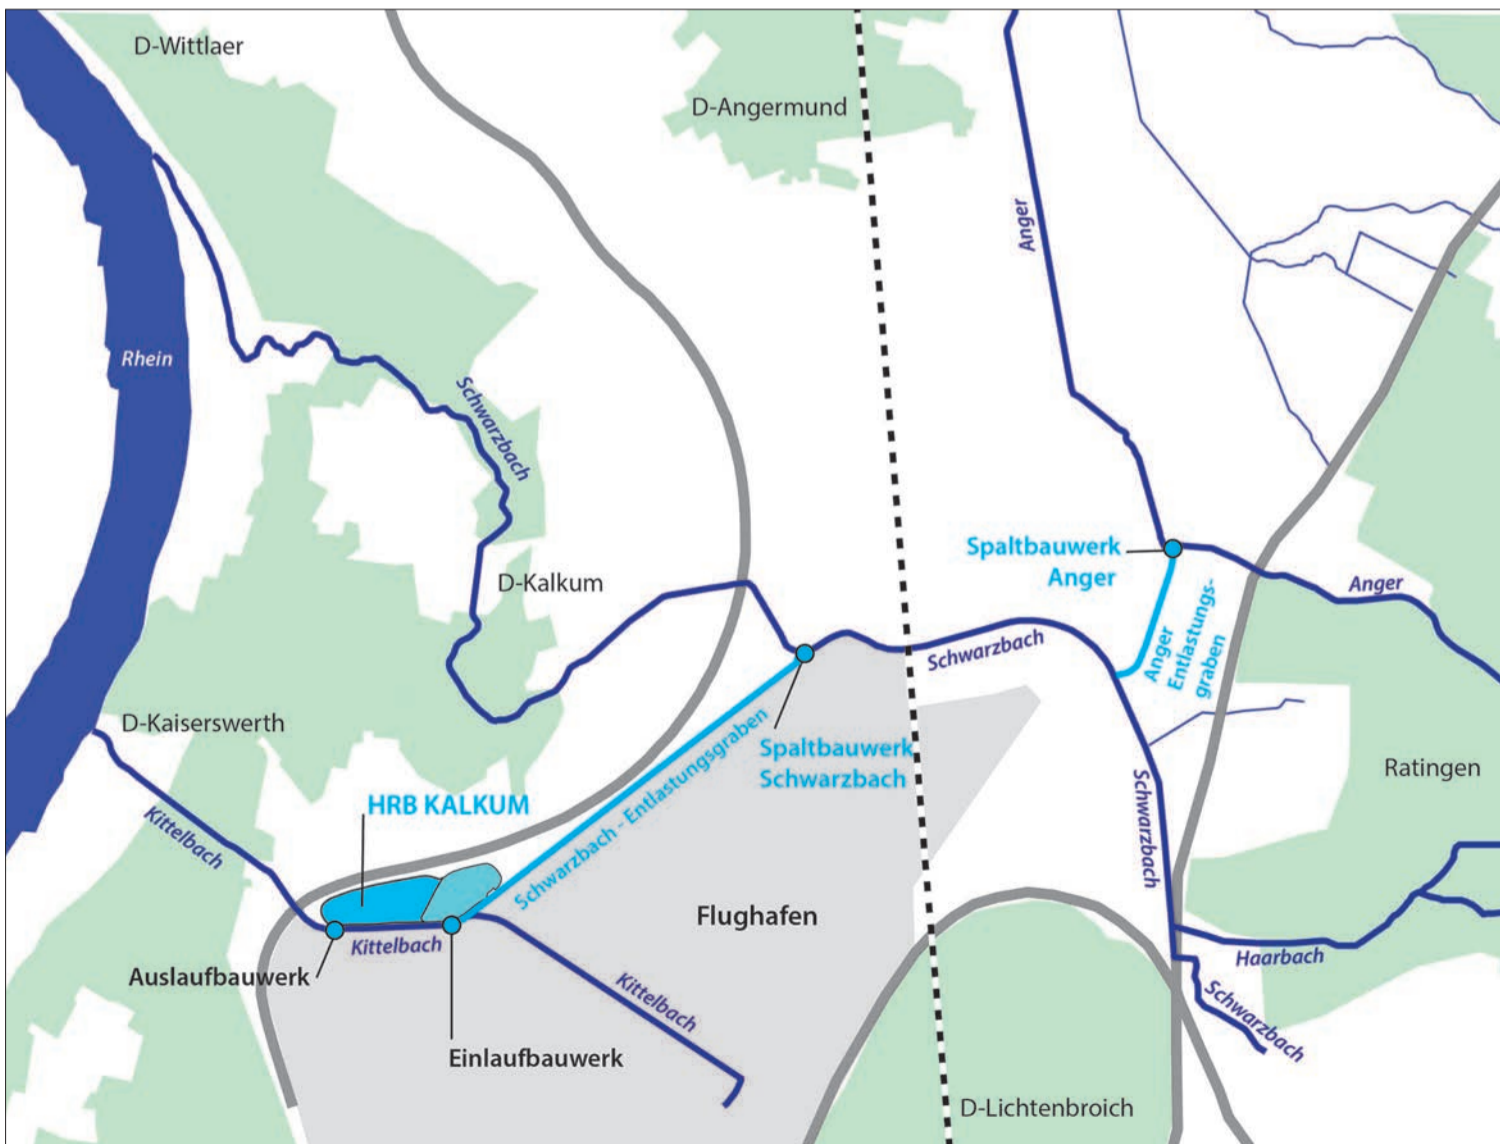 D-Wittlaer
D-Angermund
Anger
Rhein
Schwarzbach
Spaltbauwerk
Anger
D-Kalkum
Anger
Anger
Entlastungs-
graben
Schwarzbach
D-Kaiserswerth
Spaltbauwerk
Schwarzbach
Schwarzbach - Entlastungsgraben
Ratingen
HRB KALKUM
Kittelbach
Schwarzbach
Flughafen
Kittelbach
Haarbach
Auslaufbauwerk
Kittelbach
Schwarzbach
Einlaufbauwerk
D-Lichtenbroich